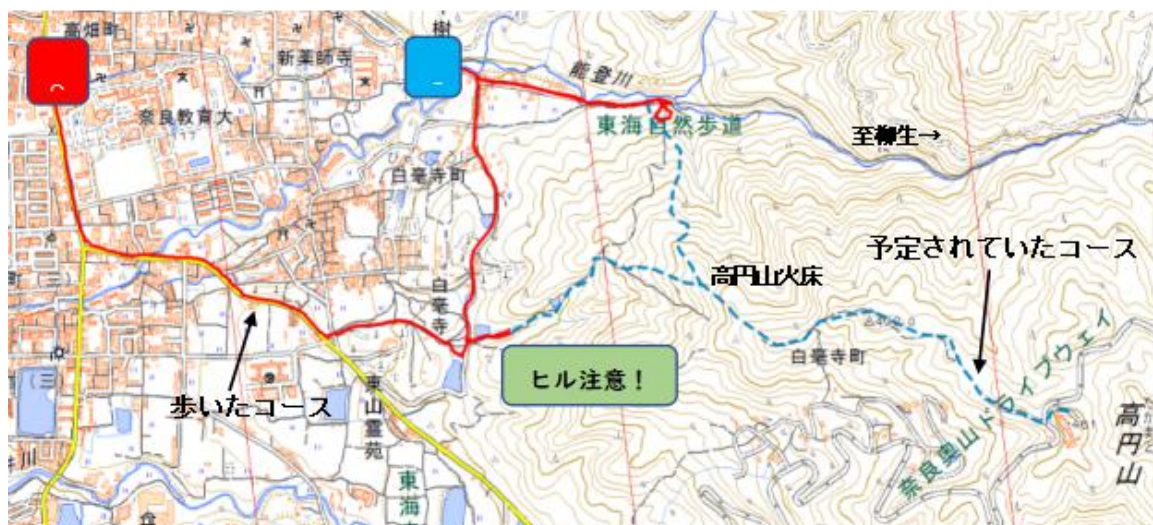 高畑町
樹
新薬師寺
能登川
奈良教育大
東海自然歩道
至柳生→
白毫寺町
予定されていたコース
高円山火床
白毫寺
白毫寺町
ヒル注意！
歩いたコース
東山霊苑
奈良奥山ドライブウェイ
高円山
東海